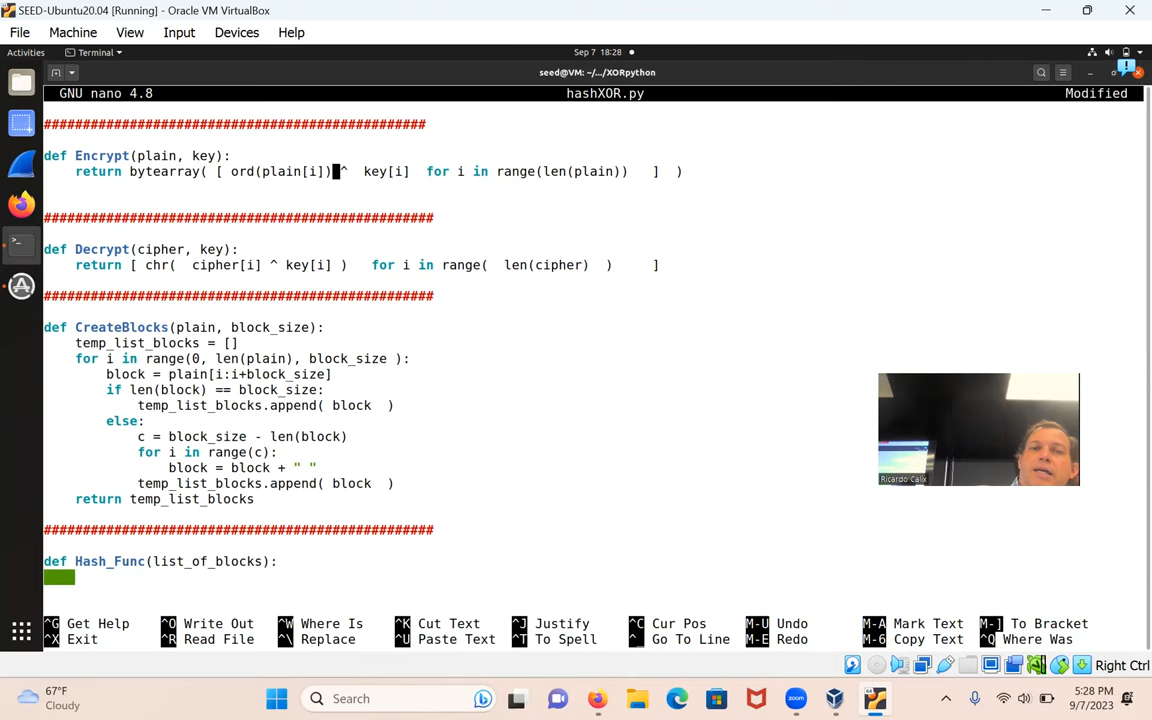 SEED-Ubuntu20.04 [Running] - Oracle VM VirtualBox
File Machine View Input Devices Help
Activities Terminal Sep 7 18:28
seed@VM: ~/.../XORpython
GNU nano 4.8 hashXOR.py Modified
#################################################
def Encrypt(plain, key):
return bytearray( [ ord(plain[i]) ^ key[i] for i in range(len(plain)) ] )
##################################################
def Decrypt(cipher, key):
return [ chr( cipher[i] ^ key[i] ) for i in range( len(cipher) ) ]
##################################################
def CreateBlocks(plain, block_size):
temp_list_blocks = []
for i in range(0, len(plain), block_size ):
block = plain[i:i+block_size]
if len(block) == block_size:
temp_list_blocks.append( block )
else:
c = block_size - len(block)
for i in range(c):
block = block + " "
temp_list_blocks.append( block )
return temp_list_blocks
##################################################
def Hash_Func(list_of_blocks):
Ricardo Calix
^G Get Help ^O Write Out ^W Where Is ^K Cut Text ^J Justify ^C Cur Pos M-U Undo M-A Mark Text M-] To Bracket
^X Exit ^R Read File ^\ Replace ^U Paste Text ^T To Spell ^_ Go To Line M-E Redo M-6 Copy Text ^Q Where Was
Right Ctrl
67°F
Cloudy
Search
5:28 PM
9/7/2023